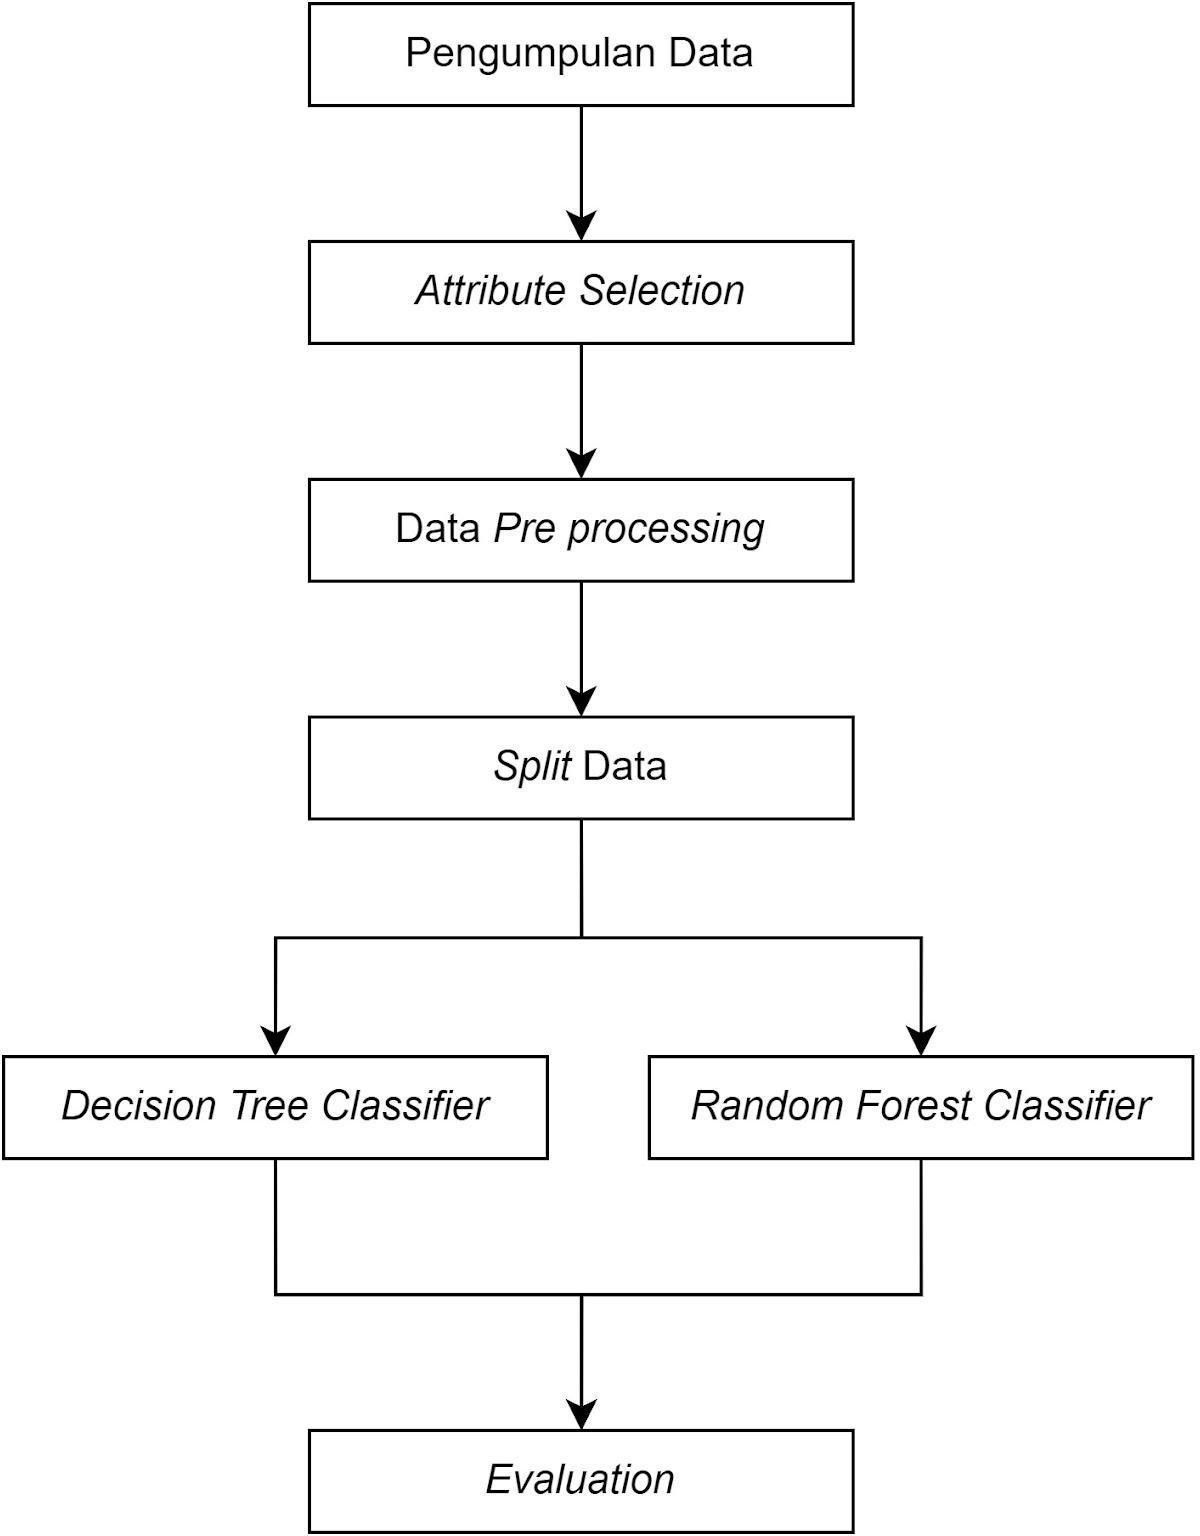 Pengumpulan Data
Attribute Selection
Data Pre processing
Split Data
Decision Tree Classifier
Random Forest Classifier
Evaluation